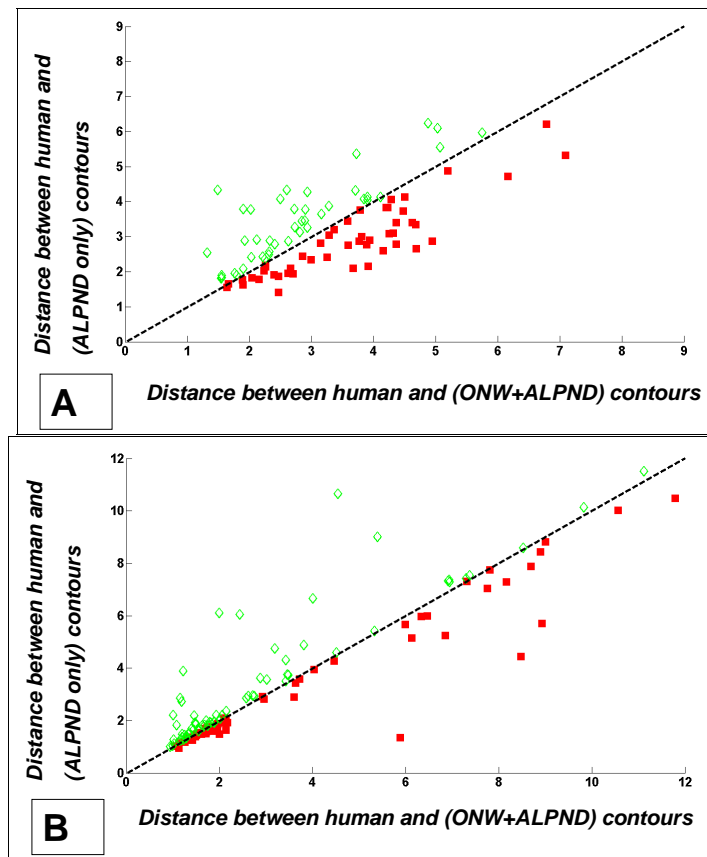 9
8
7
6
5
4
3
2
1
0
0 1 2 3 4 5 6 7 8 9
Distance between human and
(ALPND only) contours
Distance between human and (ONW+ALPND) contours
A
12
10
8
6
4
2
0
0 2 4 6 8 10 12
Distance between human and
(ALPND only) contours
Distance between human and (ONW+ALPND) contours
B